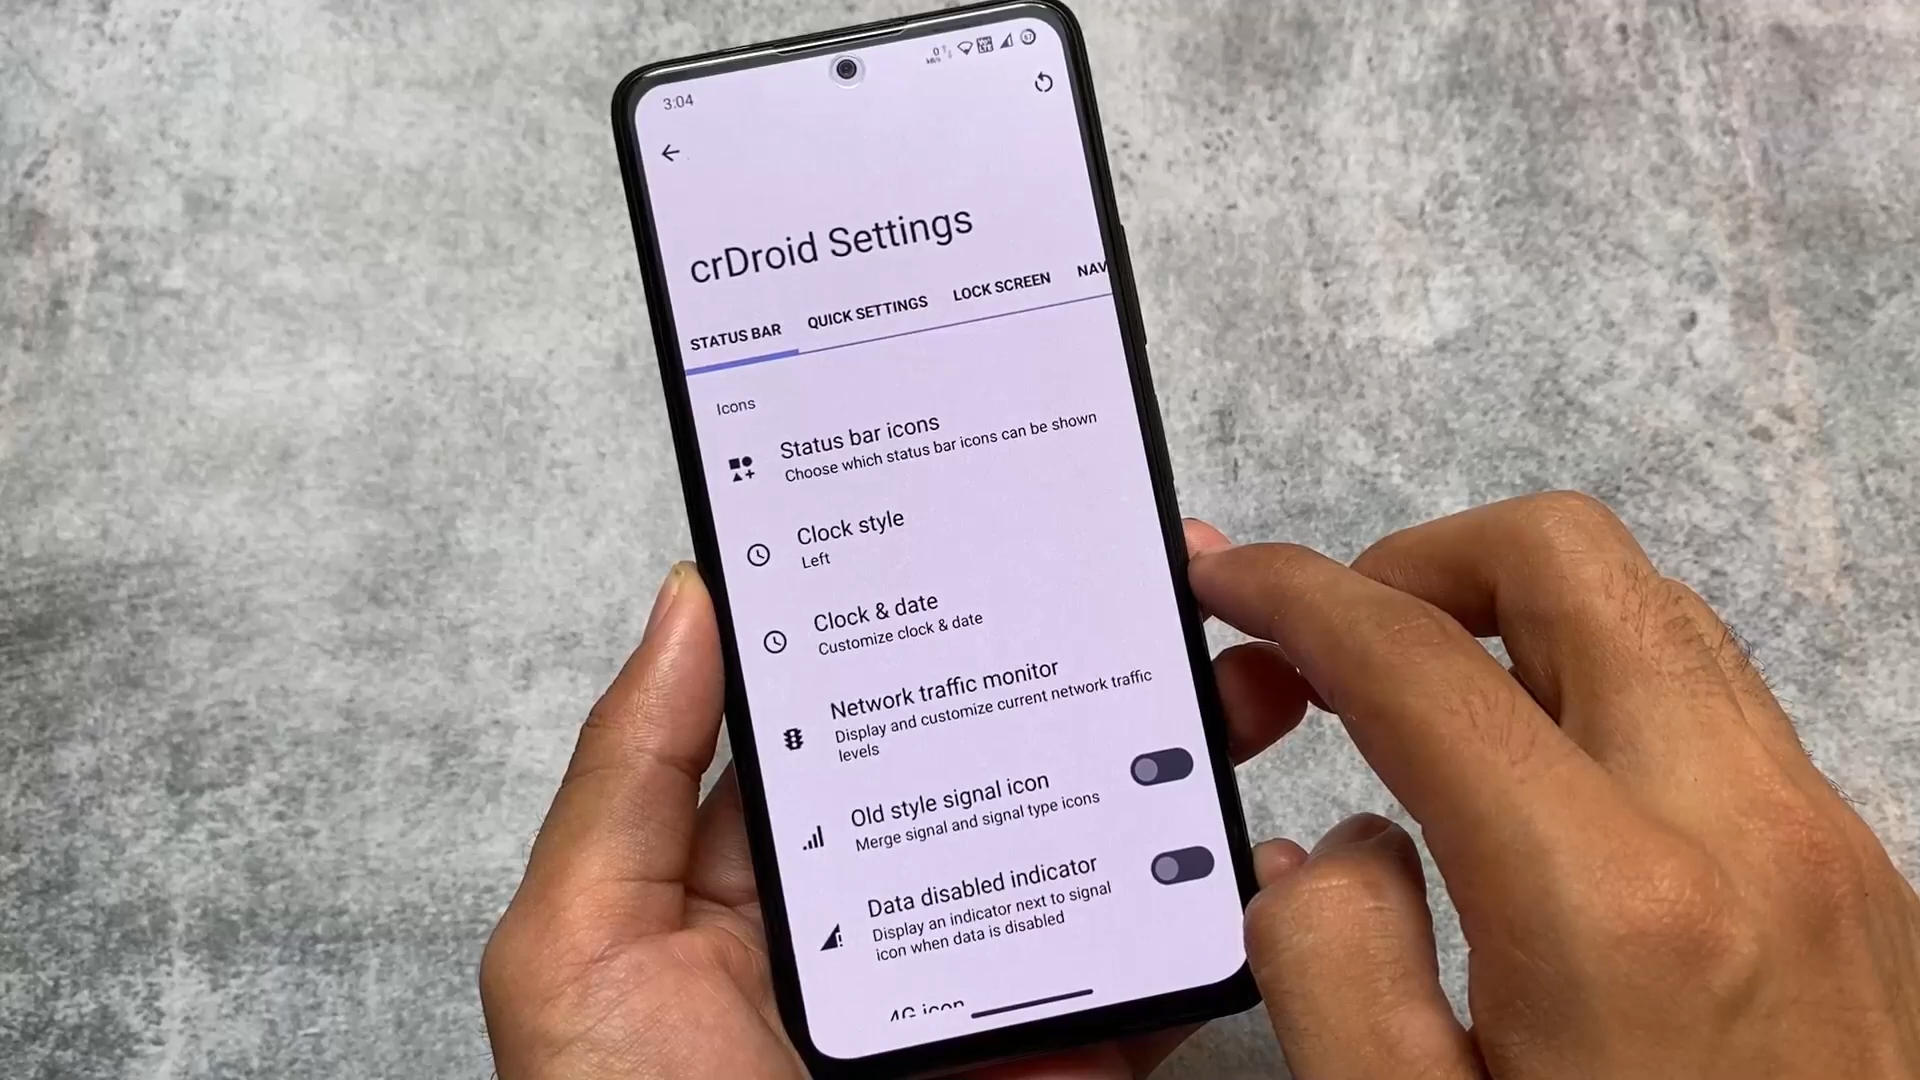 3:04
crDroid Settings
STATUS BAR QUICK SETTINGS LOCK SCREEN NAV
Icons
Status bar icons
Choose which status bar icons can be shown
Clock style
Left
Clock & date
Customize clock & date
Network traffic monitor
Display and customize current network traffic
levels
Old style signal icon
Merge signal and signal type icons
Data disabled indicator
Display an indicator next to signal
icon when data is disabled
4G icon